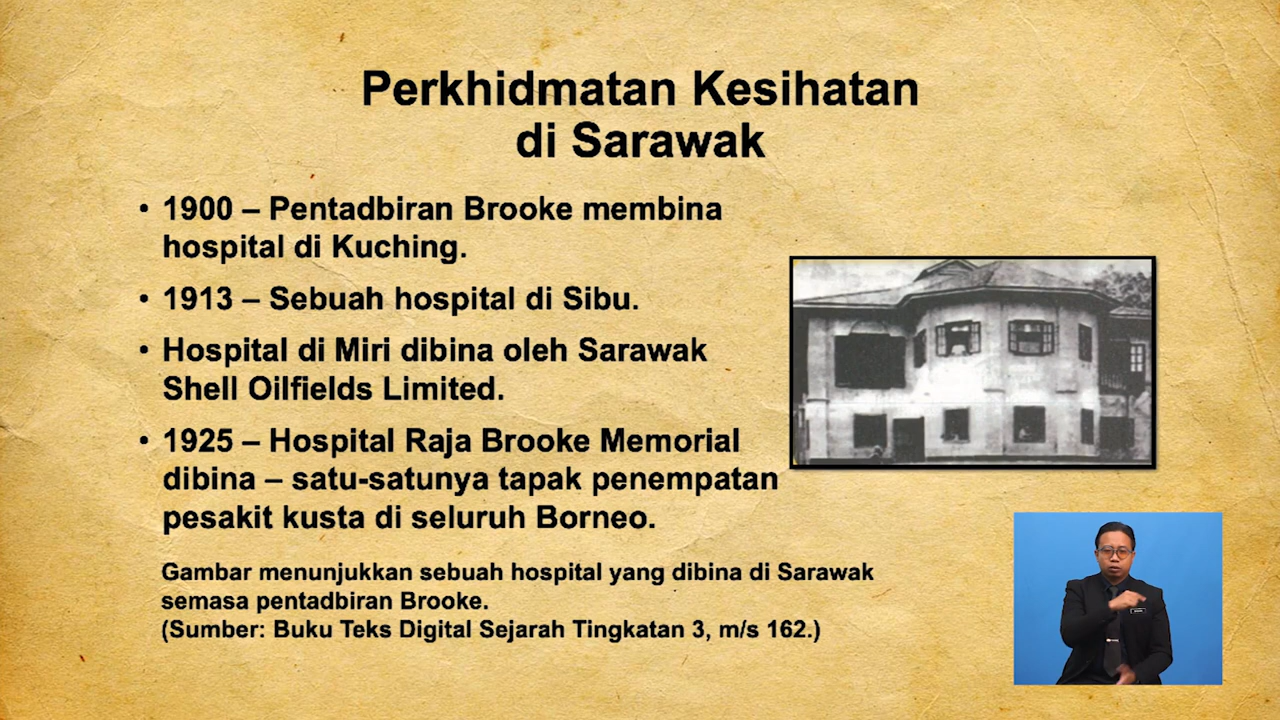 Perkhidmatan Kesihatan
di Sarawak
• 1900 – Pentadbiran Brooke membina
hospital di Kuching.
• 1913 – Sebuah hospital di Sibu.
• Hospital di Miri dibina oleh Sarawak
Shell Oilfields Limited.
• 1925 – Hospital Raja Brooke Memorial
dibina – satu-satunya tapak penempatan
pesakit kusta di seluruh Borneo.
Gambar menunjukkan sebuah hospital yang dibina di Sarawak
semasa pentadbiran Brooke.
(Sumber: Buku Teks Digital Sejarah Tingkatan 3, m/s 162.)